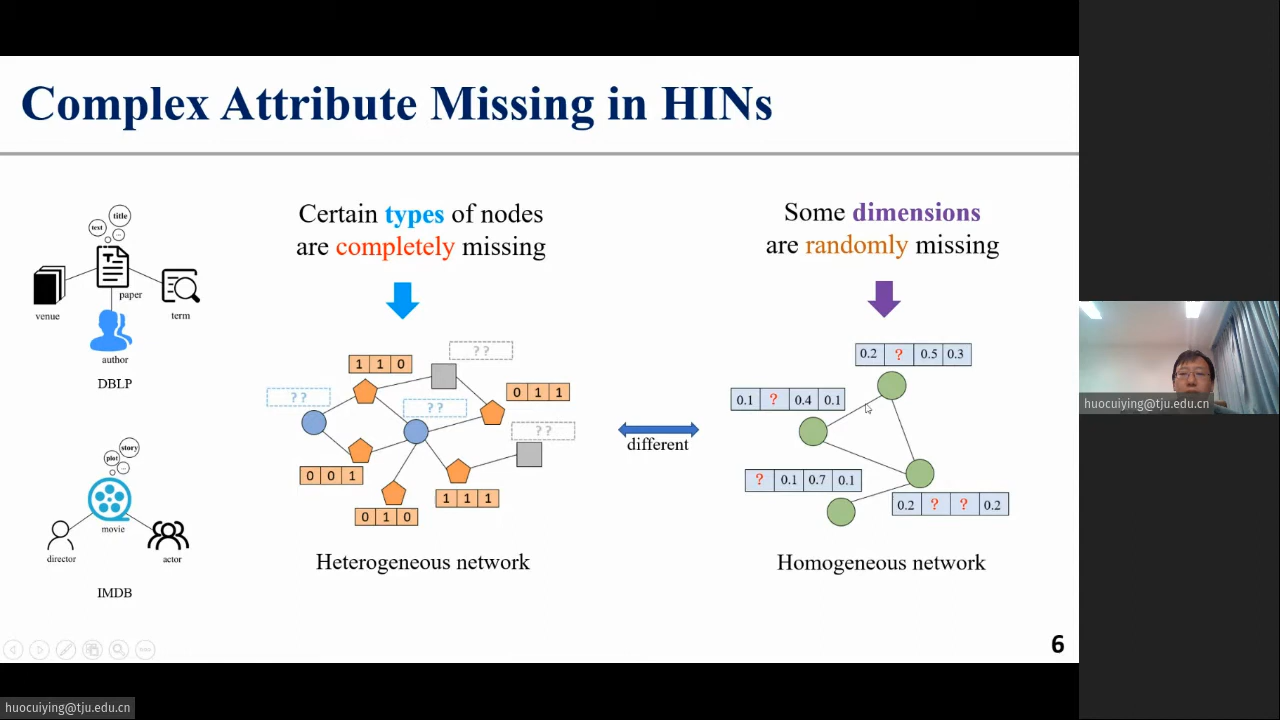 Complex Attribute Missing in HINs
title
text
...
paper
venue
term
author
DBLP
story
plot
...
movie
director
actor
IMDB
Certain types of nodes
are completely missing
? ?
1 1 0
? ?
0 1 1
? ?
? ?
0 0 1
1 1 1
0 1 0
Heterogeneous network
different
Some dimensions
are randomly missing
0.2 ? 0.5 0.3
0.1 ? 0.4 0.1
? 0.1 0.7 0.1
0.2 ? ? 0.2
Homogeneous network
6
huocuiying@tju.edu.cn
huocuiying@tju.edu.cn